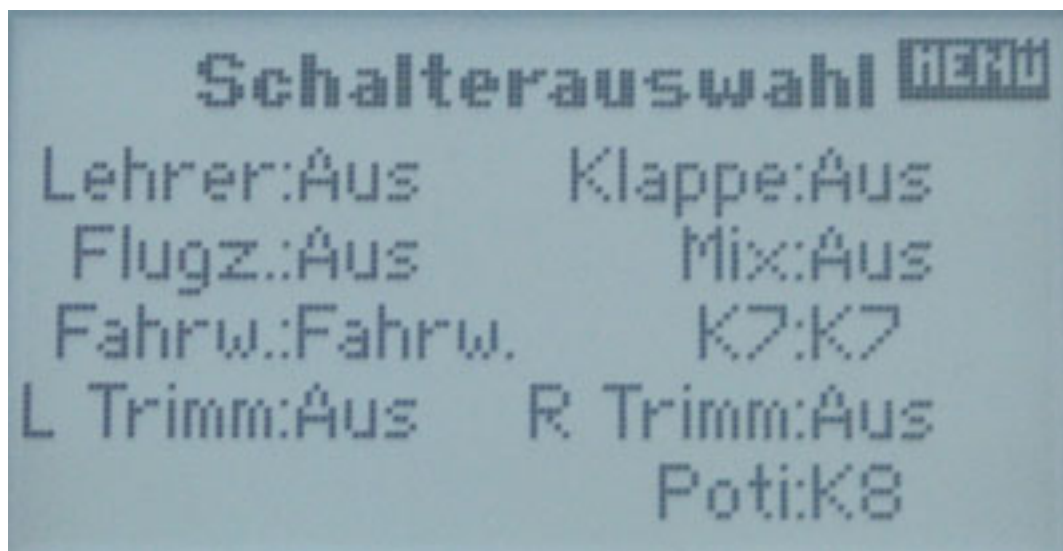 Schalterauswahl MENU
Lehrer:Aus Klappe:Aus
Flugz.:Aus Mix:Aus
Fahrw.:Fahrw. K7:K7
L Trimm:Aus R Trimm:Aus
Poti:K8